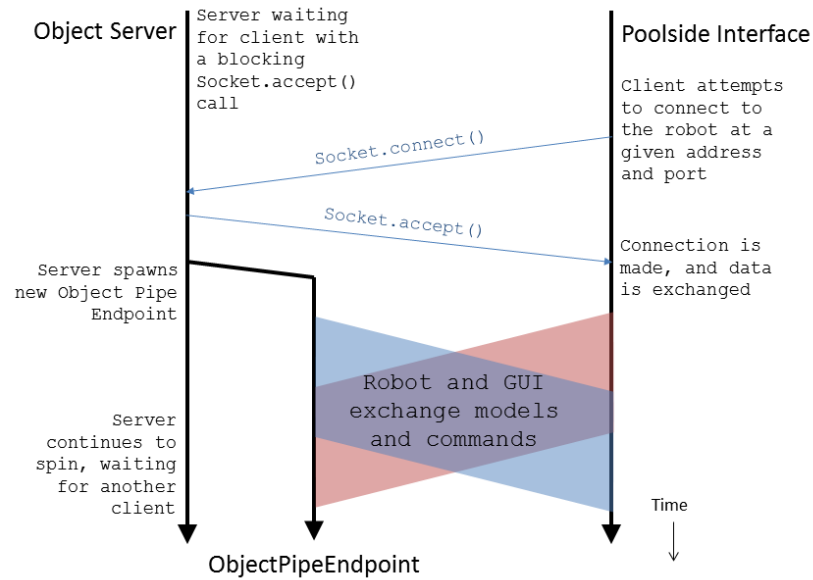 Object Server
Server waiting
for client with
a blocking
Socket.accept()
call
Poolside Interface
Client attempts
to connect to
the robot at a
given address
and port
Socket.connect()
Socket.accept()
Connection is
made, and data
is exchanged
Server spawns
new Object Pipe
Endpoint
Robot and GUI
exchange models
and commands
Server
continues to
spin, waiting
for another
client
Time
ObjectPipeEndpoint